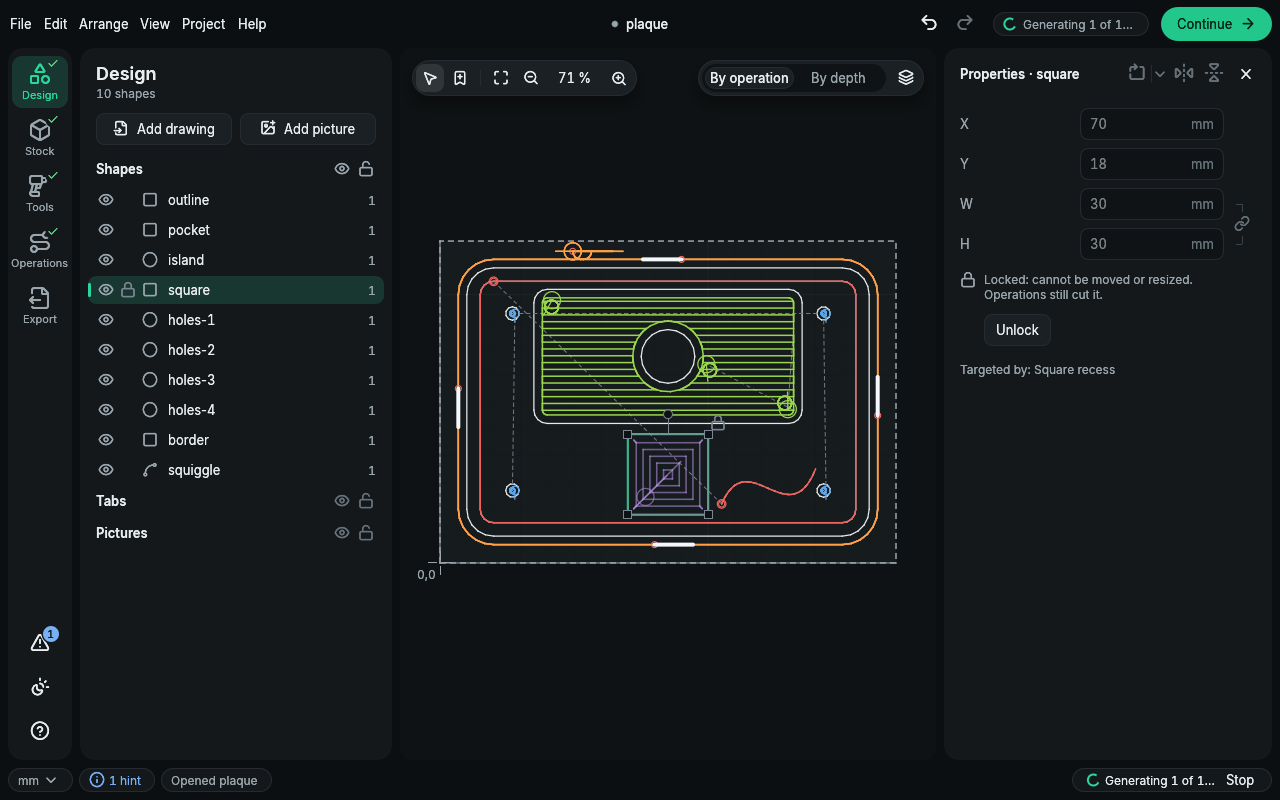 File Edit Arrange View Project Help
plaque
Generating 1 of 1...
Continue
Design
Stock
Tools
Operations
Export
1
Design
10 shapes
Add drawing
Add picture
Shapes
outline 1
pocket 1
island 1
square 1
holes-1 1
holes-2 1
holes-3 1
holes-4 1
border 1
squiggle 1
Tabs
Pictures
71 %
By operation
By depth
0,0
Properties · square
X 70 mm
Y 18 mm
W 30 mm
H 30 mm
Locked: cannot be moved or resized.
Operations still cut it.
Unlock
Targeted by: Square recess
mm
1 hint
Opened plaque
Generating 1 of 1...
Stop